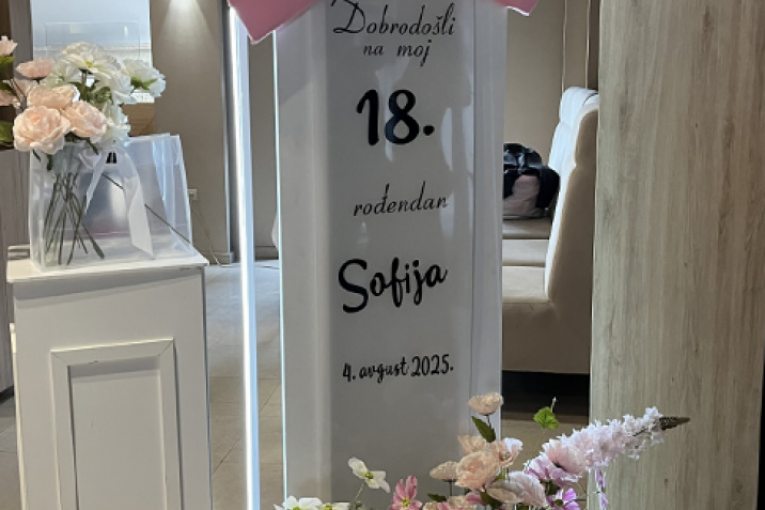 Dobrodošli
na moj
18.
rođendan
Sofija
4. avgust 2025.